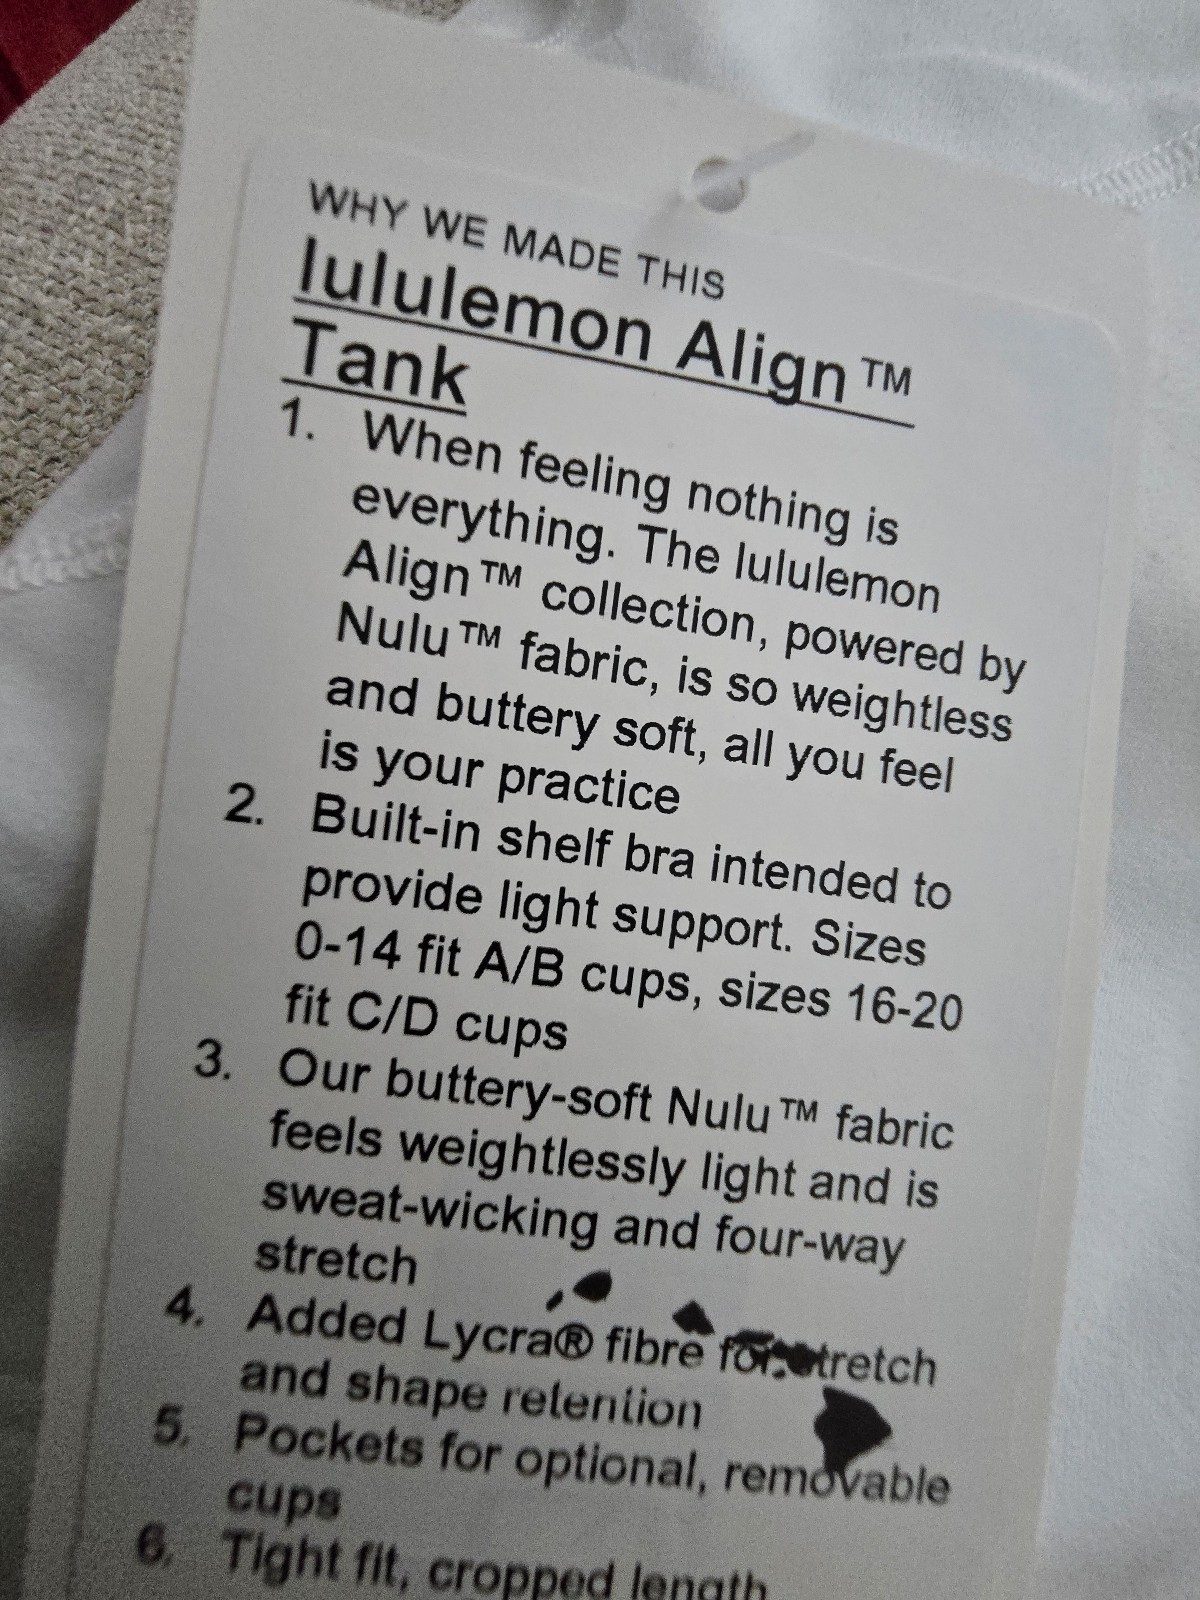 WHY WE MADE THIS
lululemon Align™
Tank
1. When feeling nothing is
everything. The lululemon
Align™ collection, powered by
Nulu™ fabric, is so weightless
and buttery soft, all you feel
is your practice
2. Built-in shelf bra intended to
provide light support. Sizes
0-14 fit A/B cups, sizes 16-20
fit C/D cups
3. Our buttery-soft Nulu™ fabric
feels weightlessly light and is
sweat-wicking and four-way
stretch
4. Added Lycra® fibre for stretch
and shape retention
5. Pockets for optional, removable
cups
6. Tight fit, cropped length